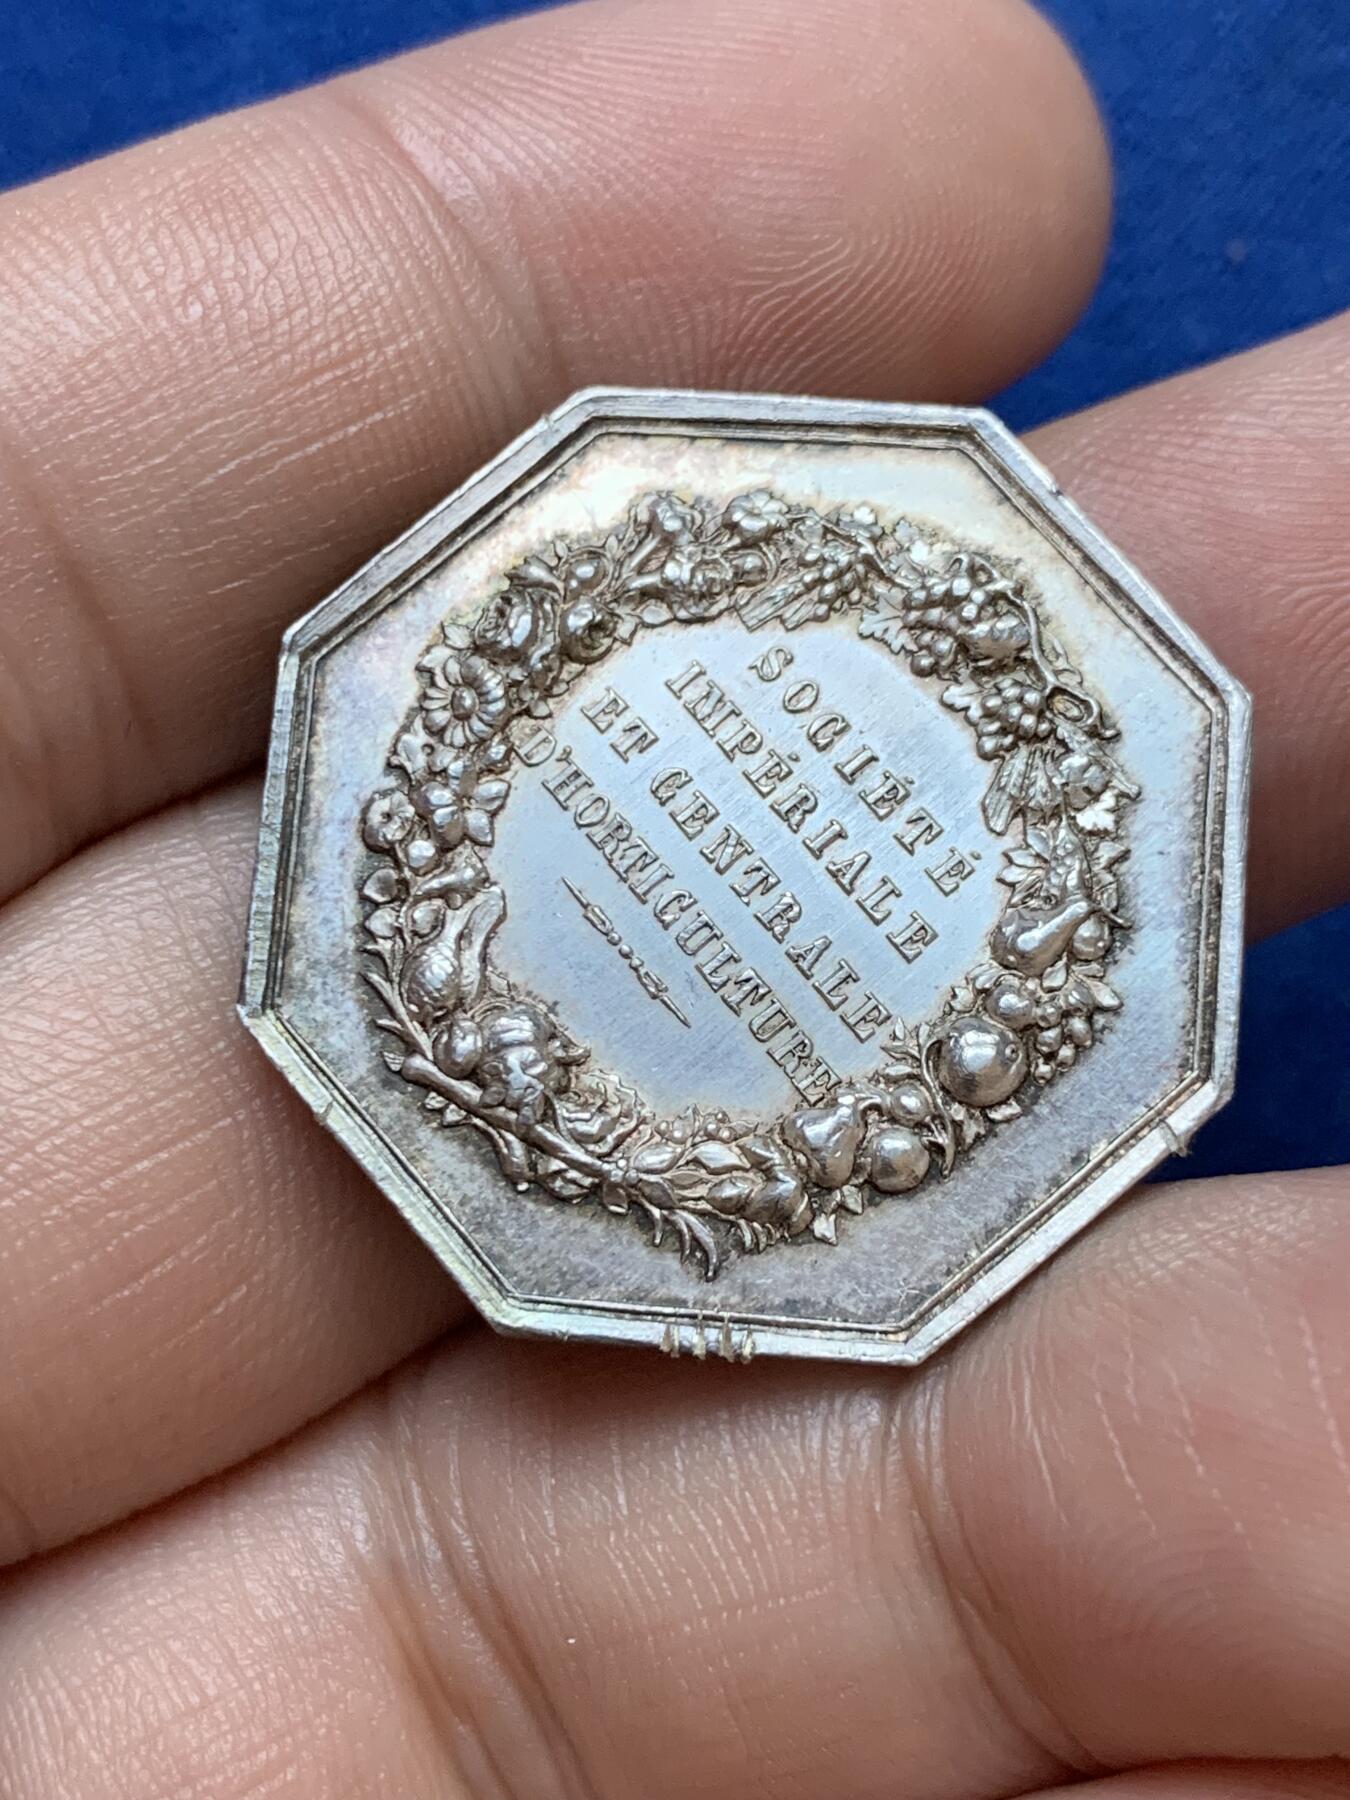 SOCIÉTÉ
IMPÉRIALE
ET CENTRALE
D'HORTICULTURE